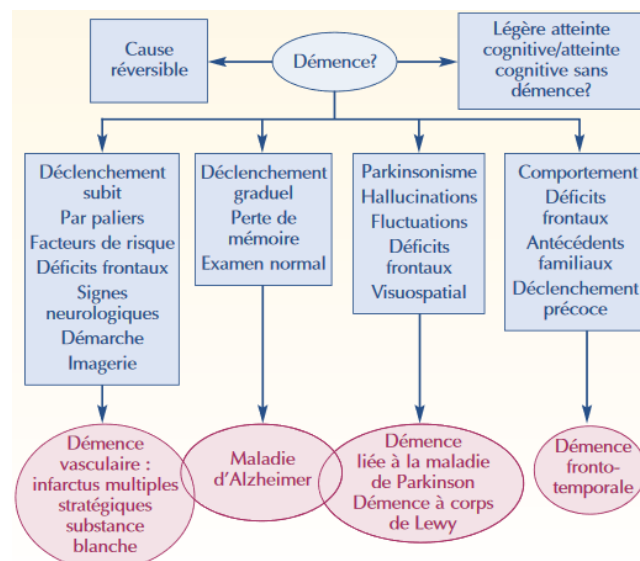 Cause
réversible
Démence?
Légère atteinte
cognitive/atteinte
cognitive sans
démence?
Déclenchement
subit
Par paliers
Facteurs de risque
Déficits frontaux
Signes
neurologiques
Démarche
Imagerie
Déclenchement
graduel
Perte de
mémoire
Examen normal
Parkinsonisme
Hallucinations
Fluctuations
Déficits
frontaux
Visuospatial
Comportement
Déficits
frontaux
Antécédents
familiaux
Déclenchement
précoce
Démence
vasculaire :
infarctus multiples
stratégiques
substance
blanche
Maladie
d'Alzheimer
Démence
liée à la maladie
de Parkinson
Démence à corps
de Lewy
Démence
fronto-
temporale